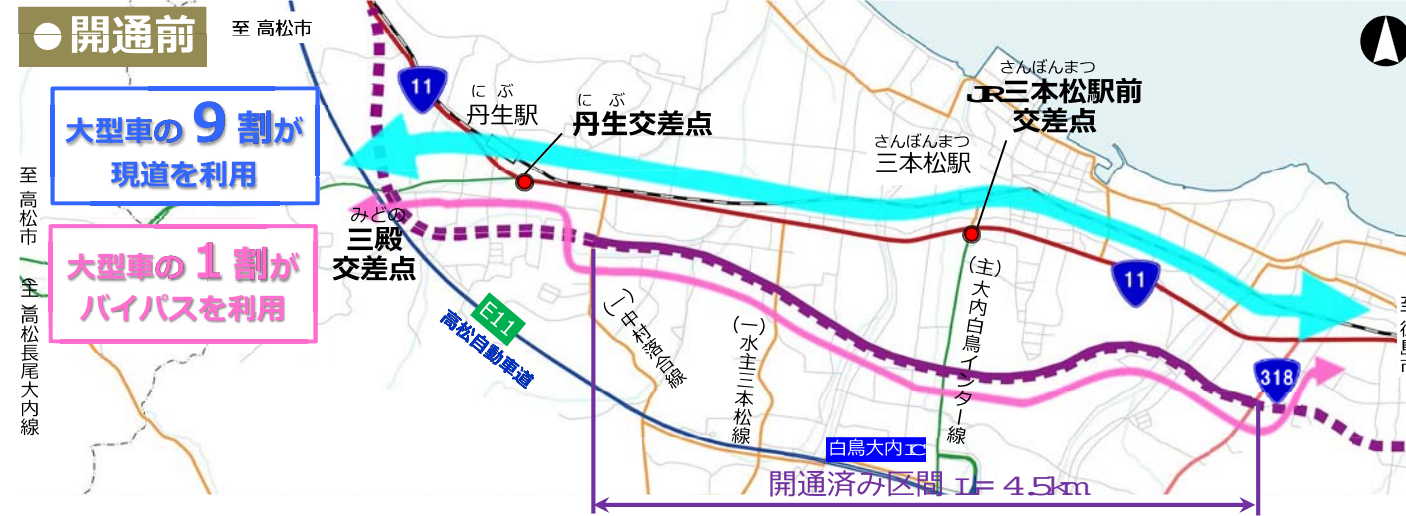 ●開通前
至 高松市
大型車の9割が
現道を利用
至 高松市
大型車の1割が
バイパスを利用
至 高松長尾大内線
11
にぶ
丹生駅
にぶ
丹生交差点
さんぼんまつ
三本松駅
さんぼんまつ
JR三本松駅前
交差点
みどの
三殿
交差点
E11
高松自動車道
(一)中村落合線
(一)水主三本松線
(主)大内白鳥インター線
11
318
至 徳島市
白鳥大内IC
開通済み区間 L=4.5km